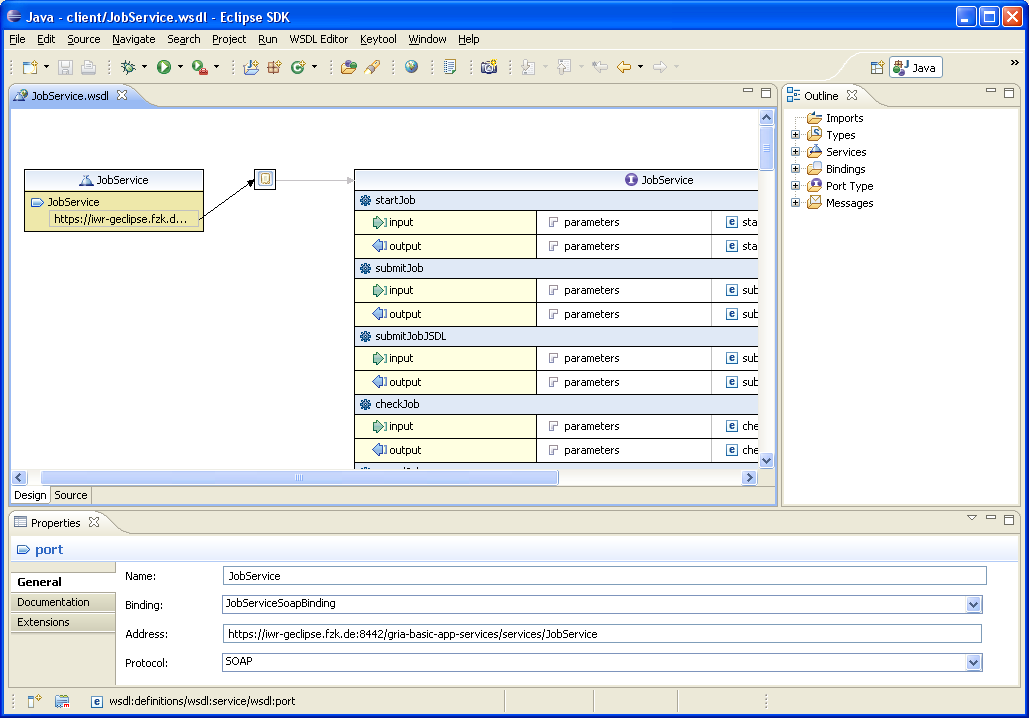 Java - client/JobService.wsdl - Eclipse SDK
File Edit Source Navigate Search Project Run WSDL Editor Keytool Window Help
Java »
JobService.wsdl
Outline
Imports
Types
Services
Bindings
Port Type
Messages
JobService
JobService
https://iwr-geclipse.fzk.d...
JobService
startJob
input parameters sta
output parameters sta
submitJob
input parameters sub
output parameters sub
submitJobJSDL
input parameters sub
output parameters sub
checkJob
input parameters che
output parameters che
Design Source
Properties
port
General
Documentation
Extensions
Name: JobService
Binding: JobServiceSoapBinding
Address: https://iwr-geclipse.fzk.de:8442/gria-basic-app-services/services/JobService
Protocol: SOAP
wsdl:definitions/wsdl:service/wsdl:port